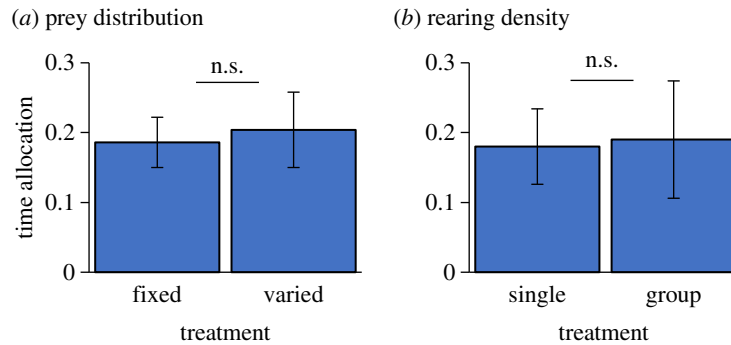 (a) prey distribution
0.3
0.2
0.1
0
time allocation
n.s.
fixed
varied
treatment
(b) rearing density
0.3
0.2
0.1
0
n.s.
single
group
treatment